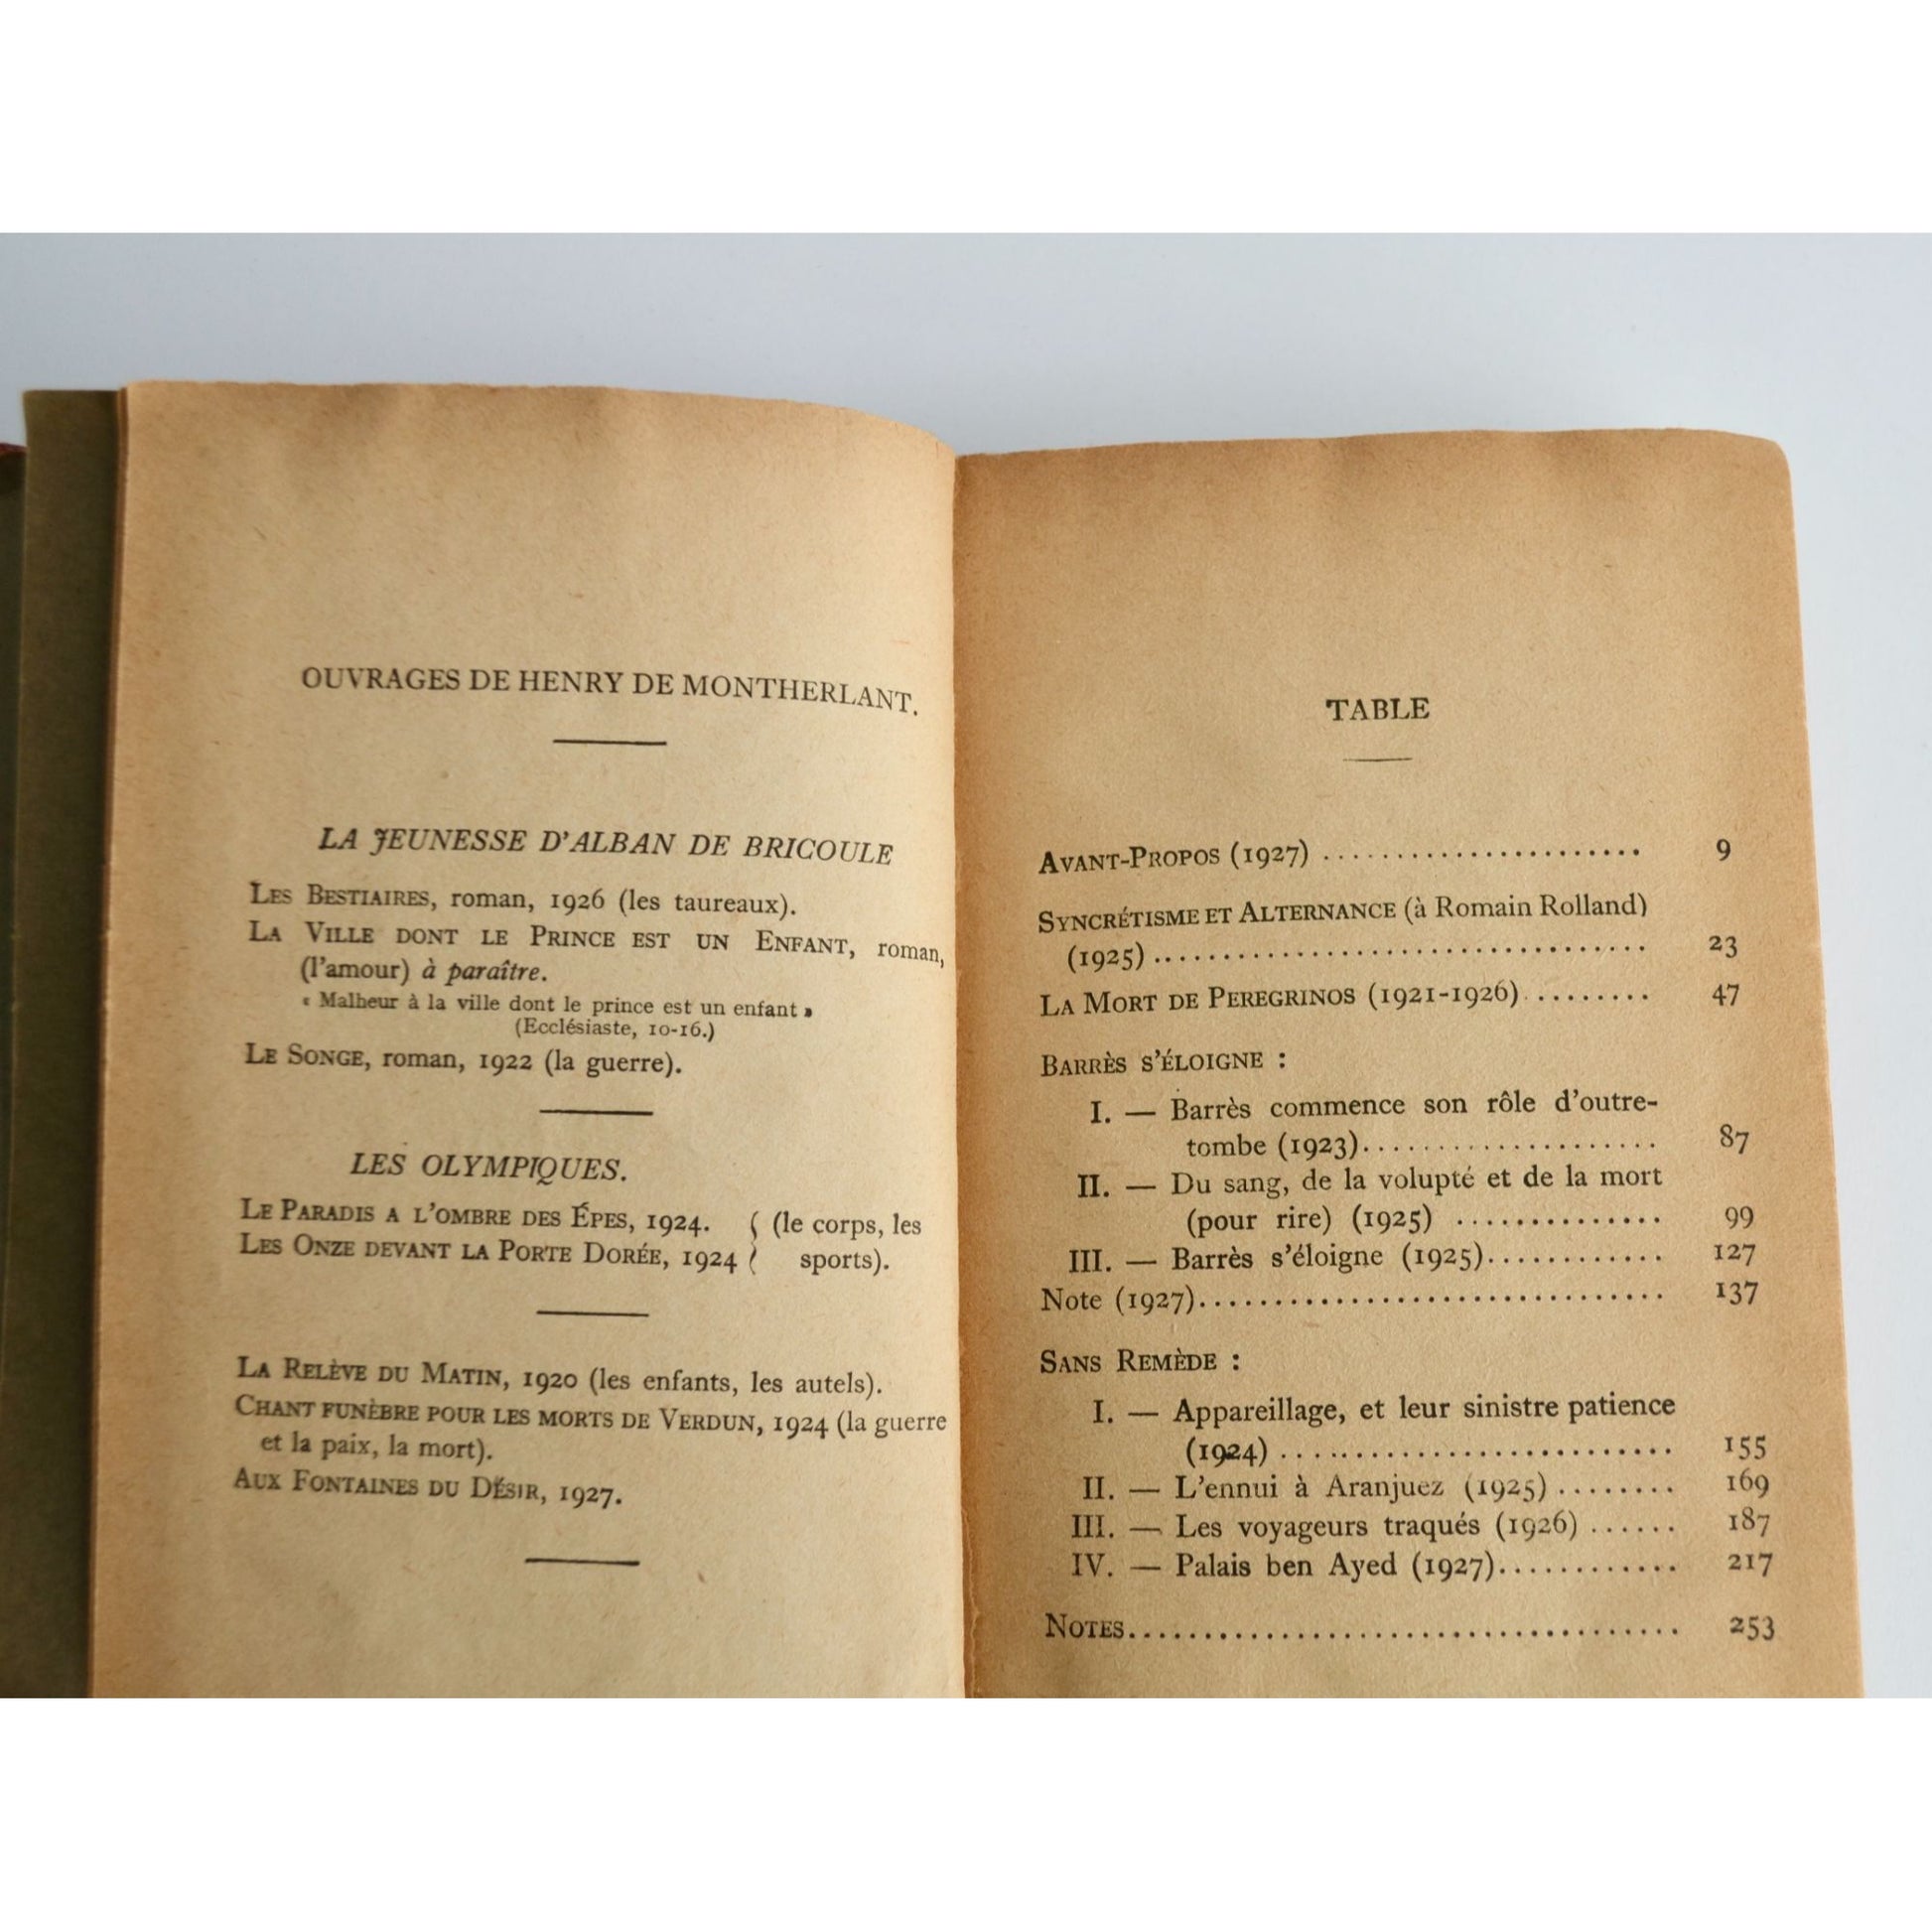 OUVRAGES DE HENRY DE MONTHERLANT.
LA JEUNESSE D'ALBAN DE BRICOULE
LES BESTIAIRES, roman, 1926 (les taureaux).
LA VILLE DONT LE PRINCE EST UN ENFANT, roman,
(l'amour) à paraître.
« Malheur à la ville dont le prince est un enfant »
(Ecclésiaste, 10-16.)
LE SONGE, roman, 1922 (la guerre).
LES OLYMPIQUES.
LE PARADIS A L'OMBRE DES ÉPES, 1924. { (le corps, les
LES ONZE DEVANT LA PORTE DORÉE, 1924 { sports).
LA RELÈVE DU MATIN, 1920 (les enfants, les autels).
CHANT FUNÈBRE POUR LES MORTS DE VERDUN, 1924 (la guerre
et la paix, la mort).
AUX FONTAINES DU DÉSIR, 1927.
TABLE
AVANT-PROPOS (1927) ...................... 9
SYNCRÉTISME ET ALTERNANCE (à Romain Rolland)
(1925) ................................. 23
LA MORT DE PEREGRINOS (1921-1926) ......... 47
BARRÈS S'ÉLOIGNE :
I. — Barrès commence son rôle d'outre-
tombe (1923).................... 87
II. — Du sang, de la volupté et de la mort
(pour rire) (1925) .............. 99
III. — Barrès s'éloigne (1925)............ 127
Note (1927)............................... 137
SANS REMÈDE :
I. — Appareillage, et leur sinistre patience
(1924) .......................... 155
II. — L'ennui à Aranjuez (1925) ........ 169
III. — Les voyageurs traqués (1926) ...... 187
IV. — Palais ben Ayed (1927)............ 217
NOTES..................................... 253